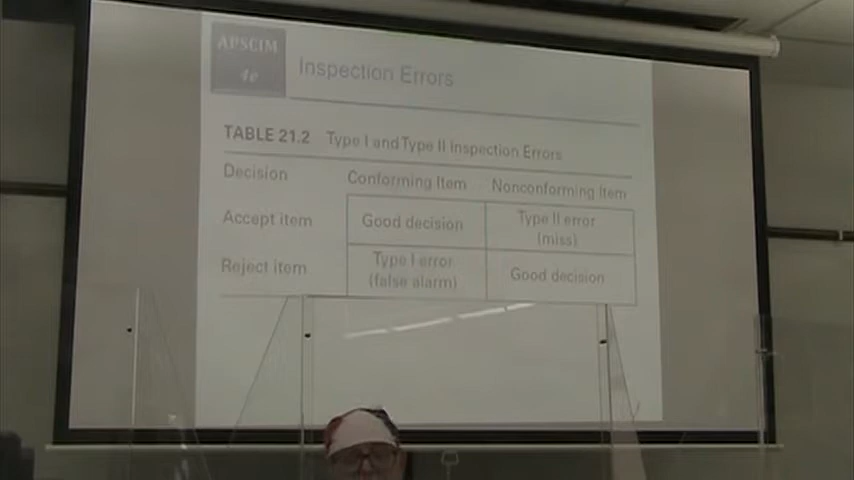 APSCIM
4e
Inspection Errors
TABLE 21.2 Type I and Type II Inspection Errors
Decision Conforming Item Nonconforming Item
Accept item Good decision Type II error
(miss)
Reject item Type I error
(false alarm) Good decision